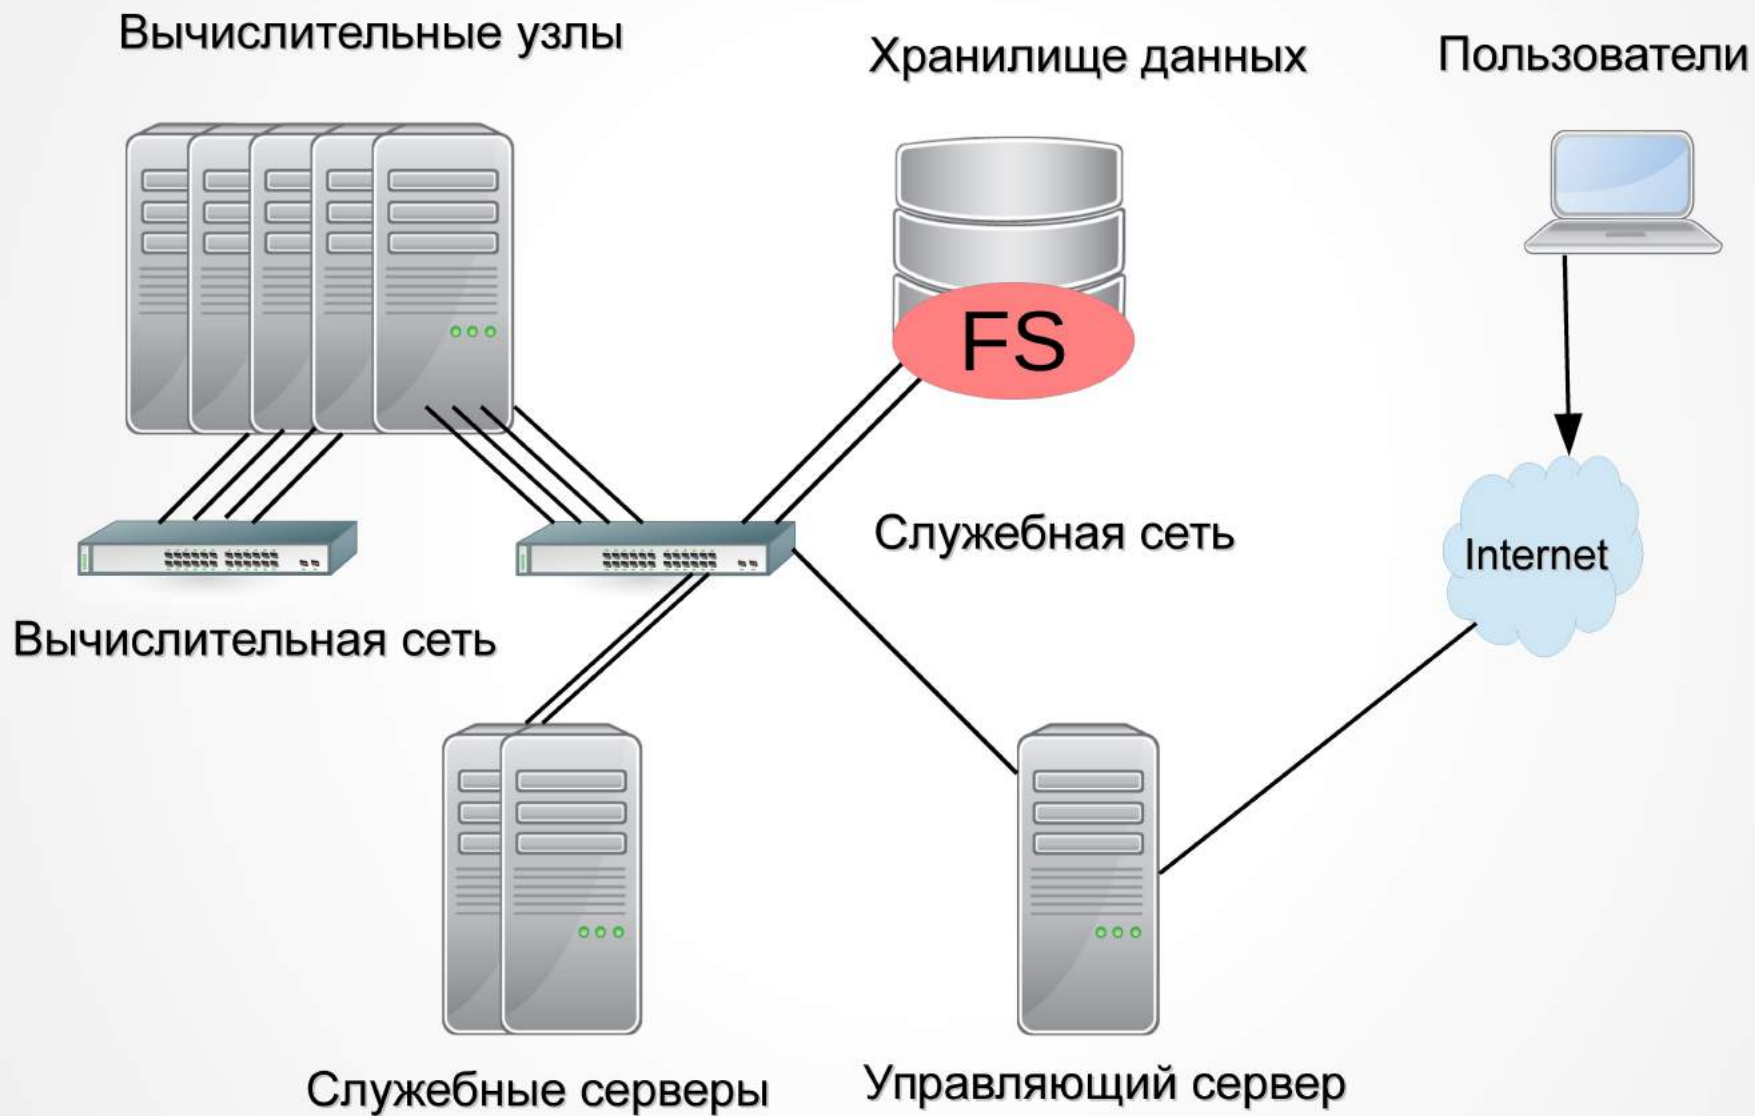 Вычислительные узлы
Хранилище данных
Пользователи
FS
Служебная сеть
Internet
Вычислительная сеть
Служебные серверы
Управляющий сервер